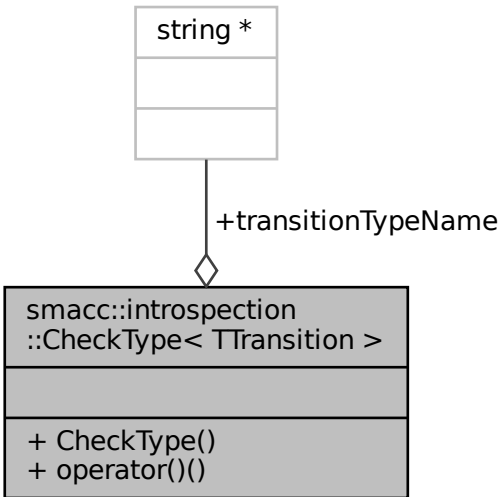 string *
+transitionTypeName
smacc::introspection
::CheckType< TTransition >
+ CheckType()
+ operator()()